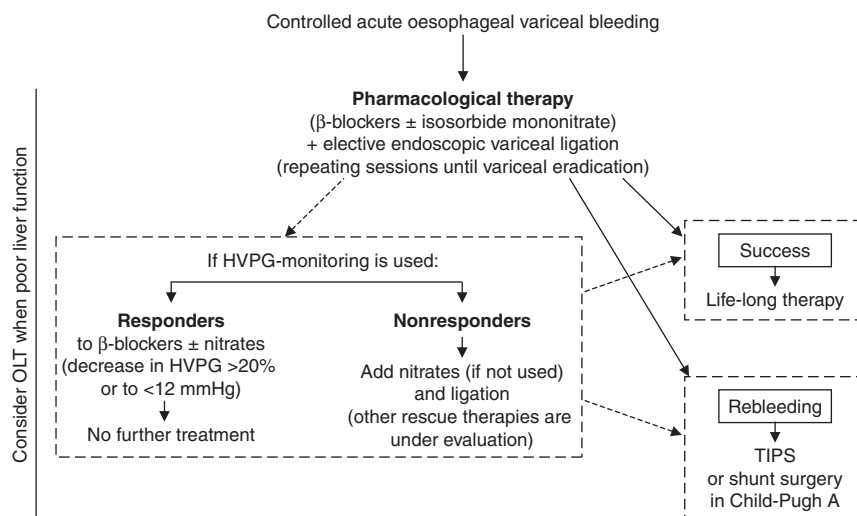 Controlled acute oesophageal variceal bleeding
Pharmacological therapy
(β-blockers ± isosorbide mononitrate)
+ elective endoscopic variceal ligation
(repeating sessions until variceal eradication)
Consider OLT when poor liver function
If HVPG-monitoring is used:
Responders
to β-blockers ± nitrates
(decrease in HVPG >20%
or to <12 mmHg)
No further treatment
Nonresponders
Add nitrates (if not used)
and ligation
(other rescue therapies are
under evaluation)
Success
Life-long therapy
Rebleeding
TIPS
or shunt surgery
in Child-Pugh A